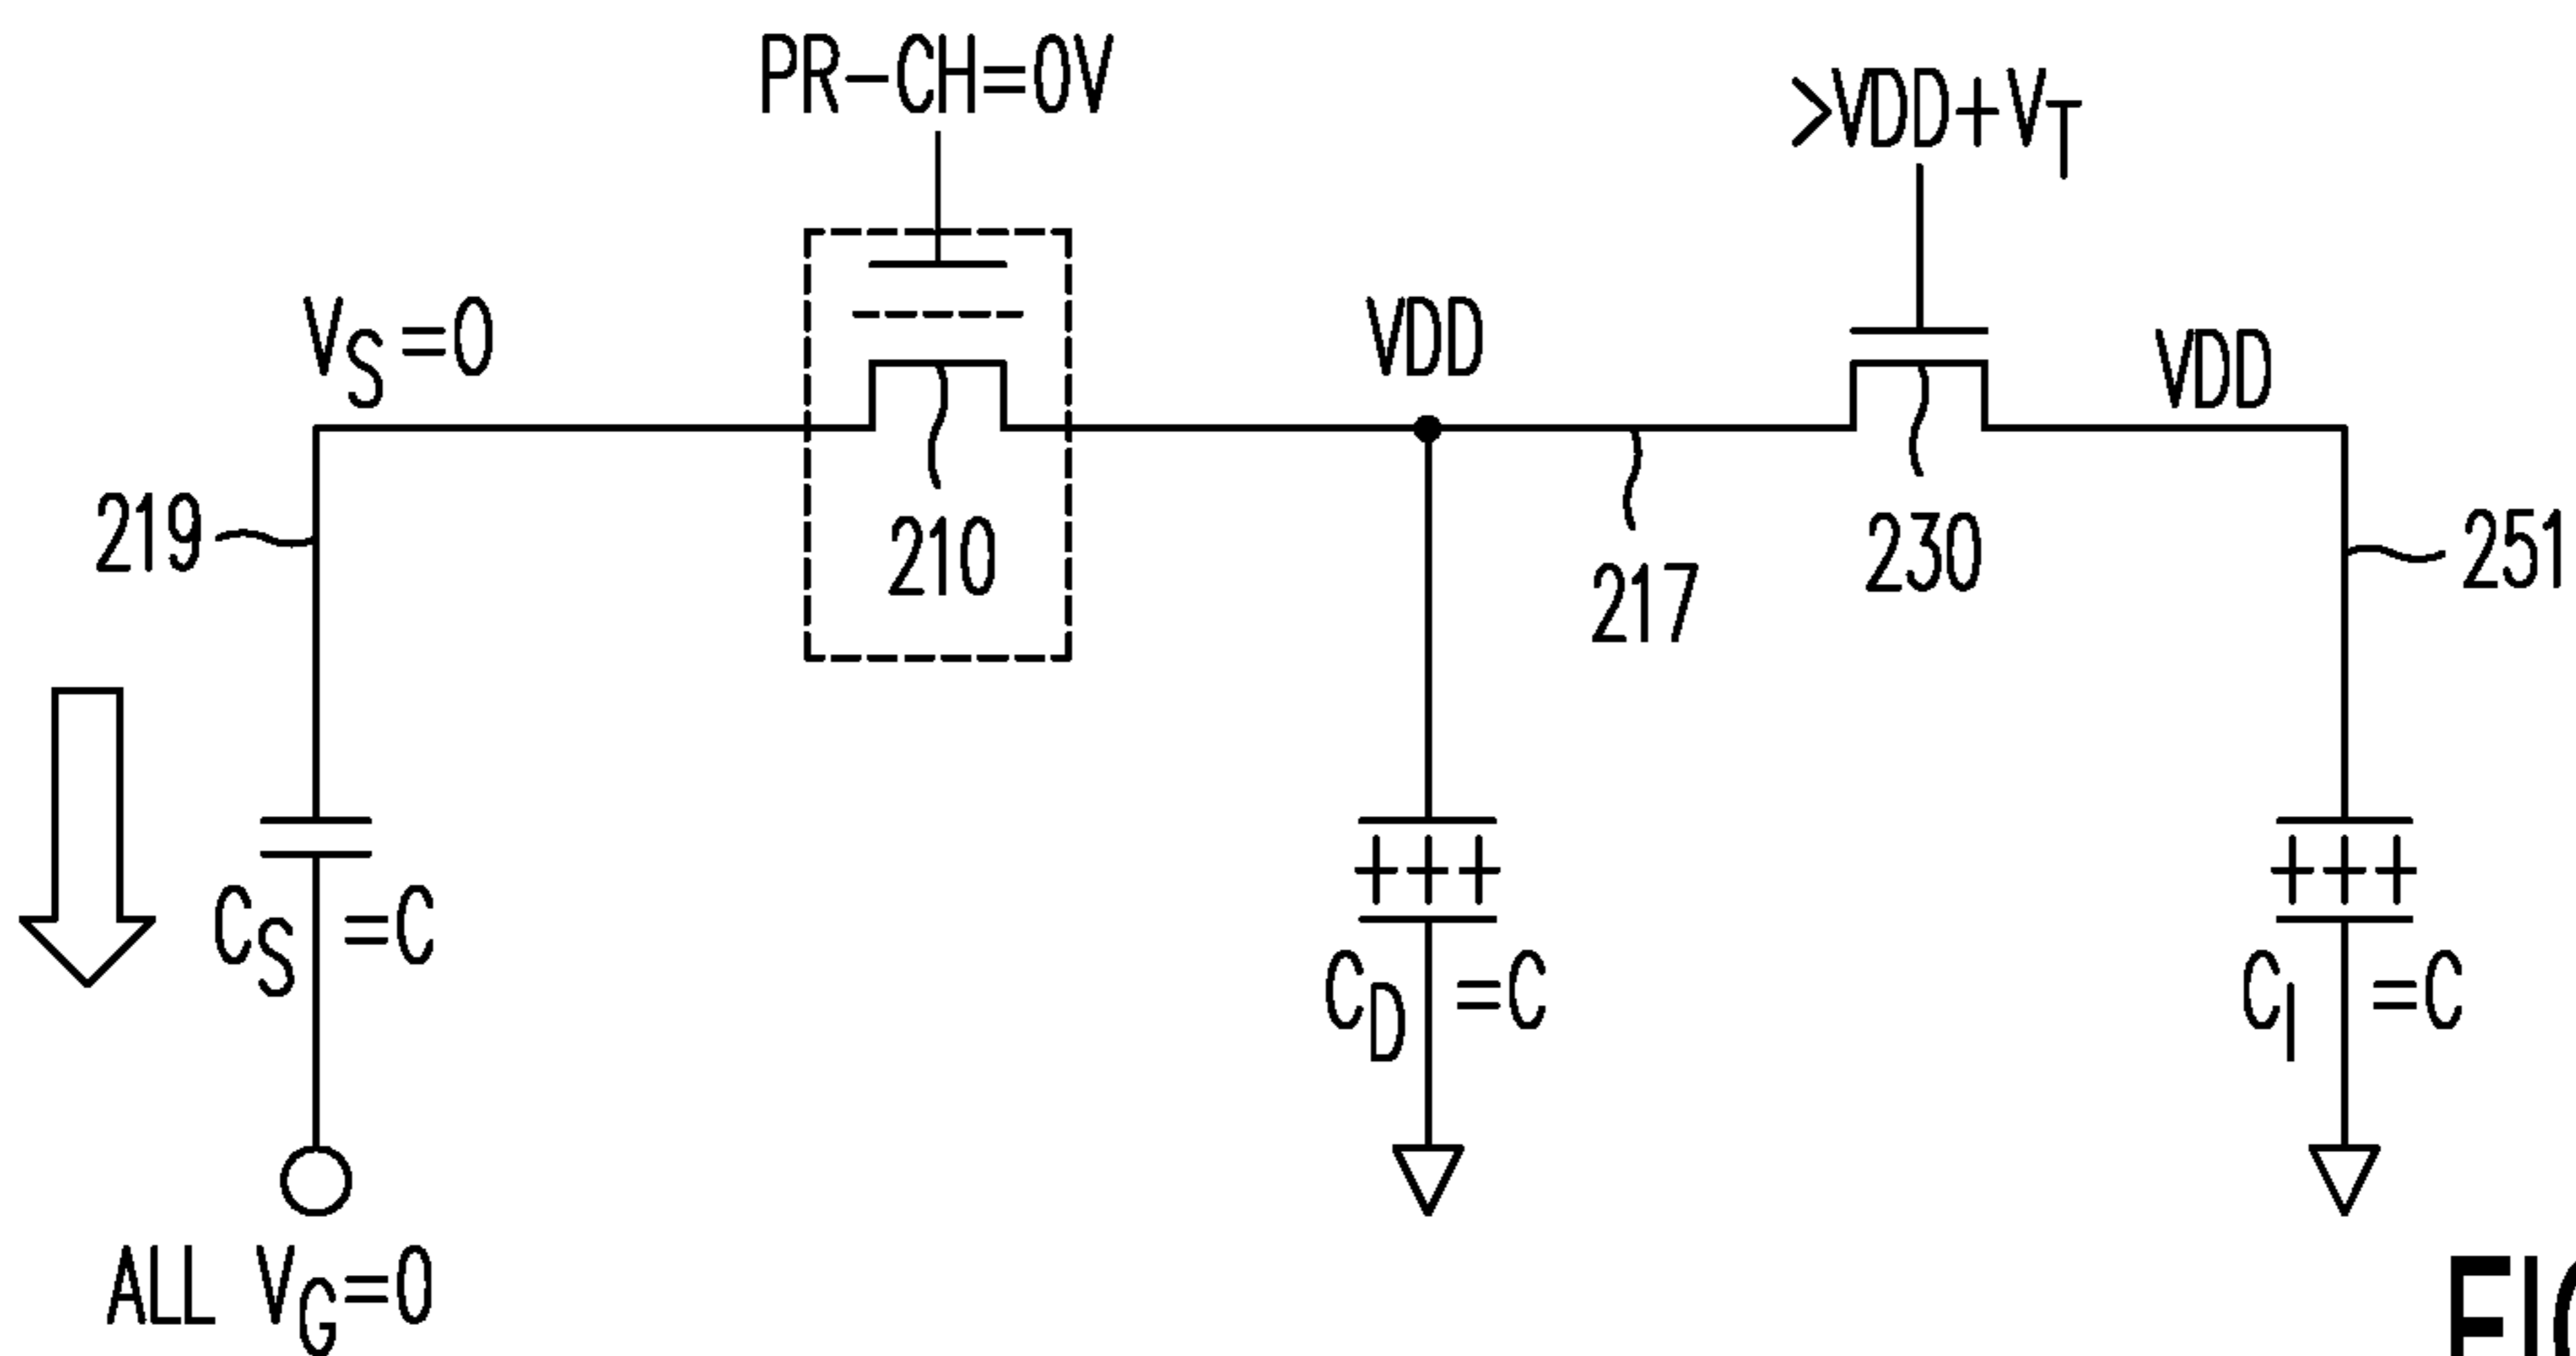 PR-CH=0V
>VDD+VT
VS=0
VDD
VDD
219
210
217
230
251
CS=C
CD=C
CI=C
ALL VG=0